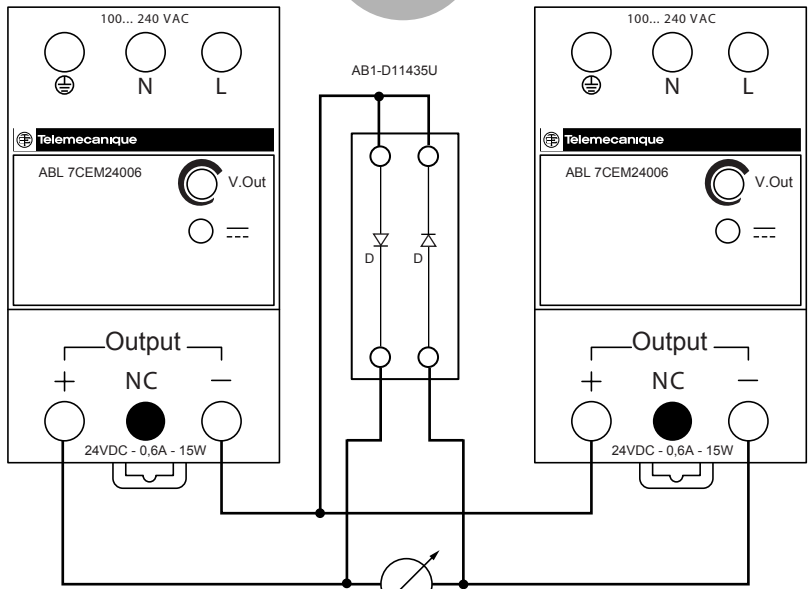 100... 240 VAC
N L
Telemecanique
ABL 7CEM24006
V.Out
Output
+ NC −
24VDC - 0,6A - 15W
AB1-D11435U
D D
100... 240 VAC
N L
Telemecanique
ABL 7CEM24006
V.Out
Output
+ NC −
24VDC - 0,6A - 15W